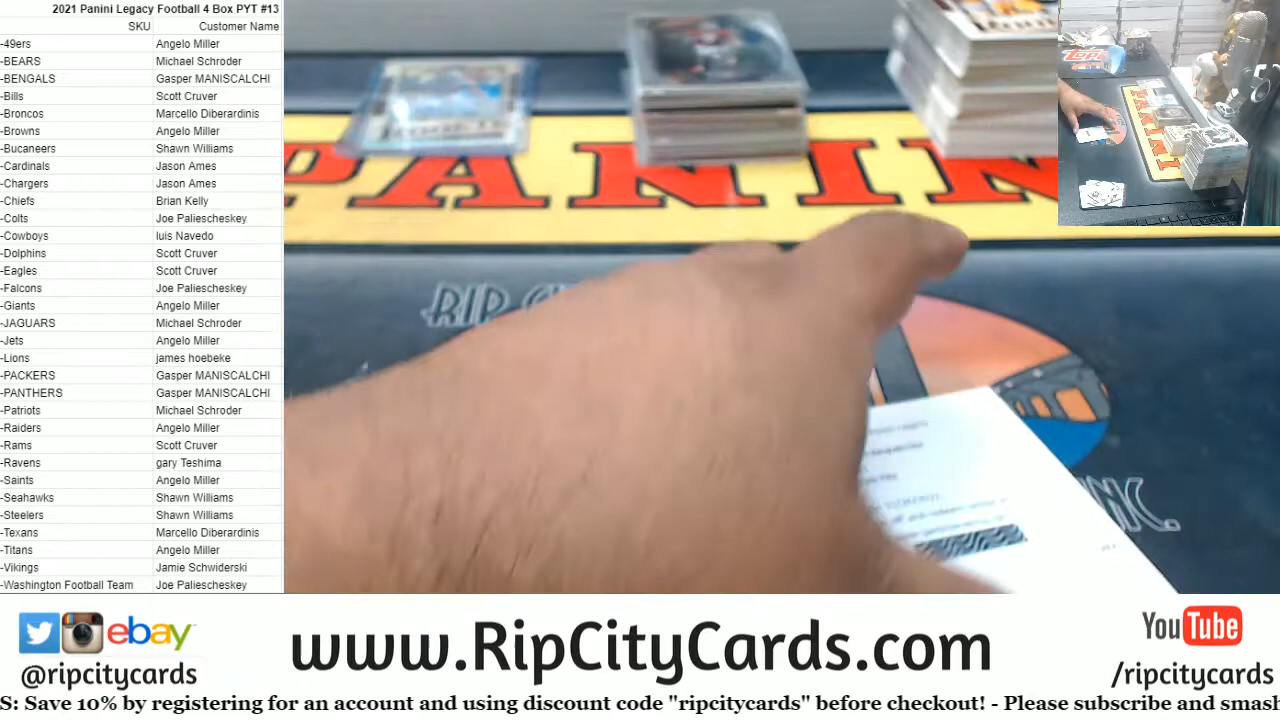 2021 Panini Legacy Football 4 Box PYT #13
SKU Customer Name
-49ers Angelo Miller
-BEARS Michael Schroder
-BENGALS Gasper MANISCALCHI
-Bills Scott Cruver
-Broncos Marcello Diberardinis
-Browns Angelo Miller
-Bucaneers Shawn Williams
-Cardinals Jason Ames
-Chargers Jason Ames
-Chiefs Brian Kelly
-Colts Joe Paliescheskey
-Cowboys luis Navedo
-Dolphins Scott Cruver
-Eagles Scott Cruver
-Falcons Joe Paliescheskey
-Giants Angelo Miller
-JAGUARS Michael Schroder
-Jets Angelo Miller
-Lions james hoebeke
-PACKERS Gasper MANISCALCHI
-PANTHERS Gasper MANISCALCHI
-Patriots Michael Schroder
-Raiders Angelo Miller
-Rams Scott Cruver
-Ravens gary Teshima
-Saints Angelo Miller
-Seahawks Shawn Williams
-Steelers Shawn Williams
-Texans Marcello Diberardinis
-Titans Angelo Miller
-Vikings Jamie Schwiderski
-Washington Football Team Joe Paliescheskey
PANIN
RIP
INC.
PANINI
ebay
@ripcitycards
www.RipCityCards.com
YouTube
/ripcitycards
S: Save 10% by registering for an account and using discount code "ripcitycards" before checkout! - Please subscribe and smash